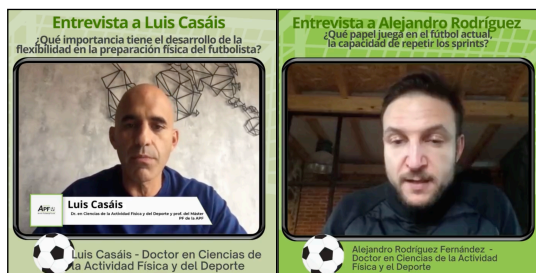 Entrevista a Luis Casáis
¿Qué importancia tiene el desarrollo de la
flexibilidad en la preparación física del futbolista?
APF
Luis Casáis
Dr. en Ciencias de la Actividad Física y del Deporte y prof. del Máster
PF de la APF
Luis Casáis - Doctor en Ciencias de
la Actividad Física y del Deporte
Entrevista a Alejandro Rodríguez
¿Qué papel juega en el fútbol actual,
la capacidad de repetir los sprints?
Alejandro Rodríguez Fernández -
Doctor en Ciencias de la Actividad
Física y el Deporte